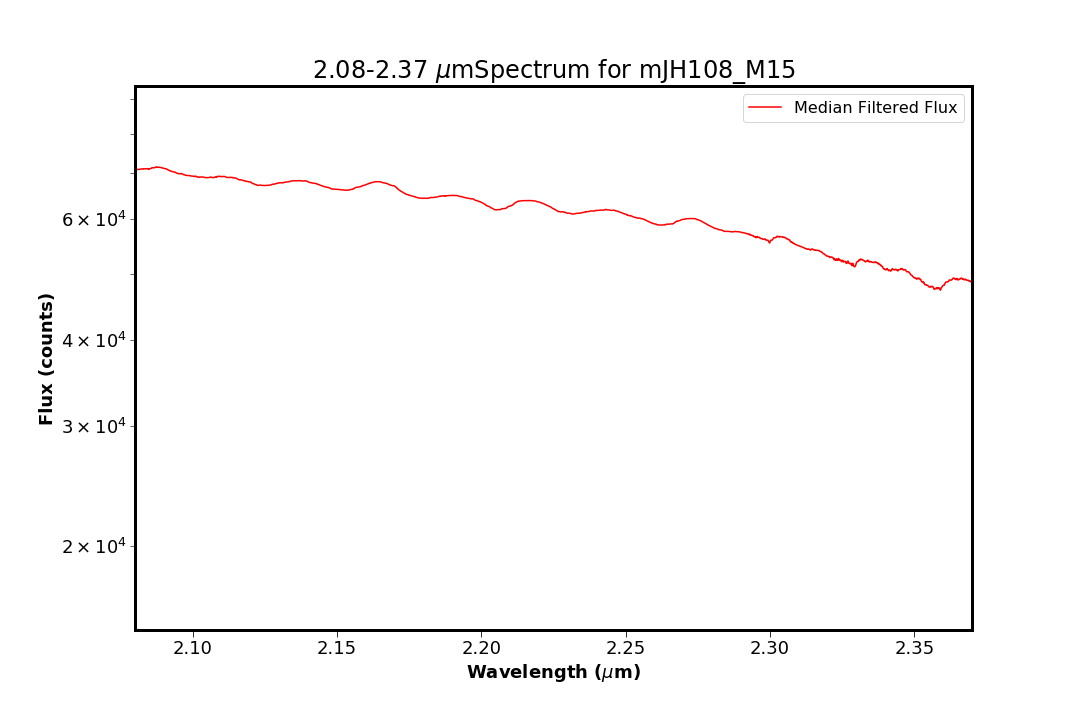 2.08-2.37 μmSpectrum for mJH108_M15
Median Filtered Flux
6 × 10⁴
4 × 10⁴
3 × 10⁴
2 × 10⁴
Flux (counts)
2.10 2.15 2.20 2.25 2.30 2.35
Wavelength (μm)